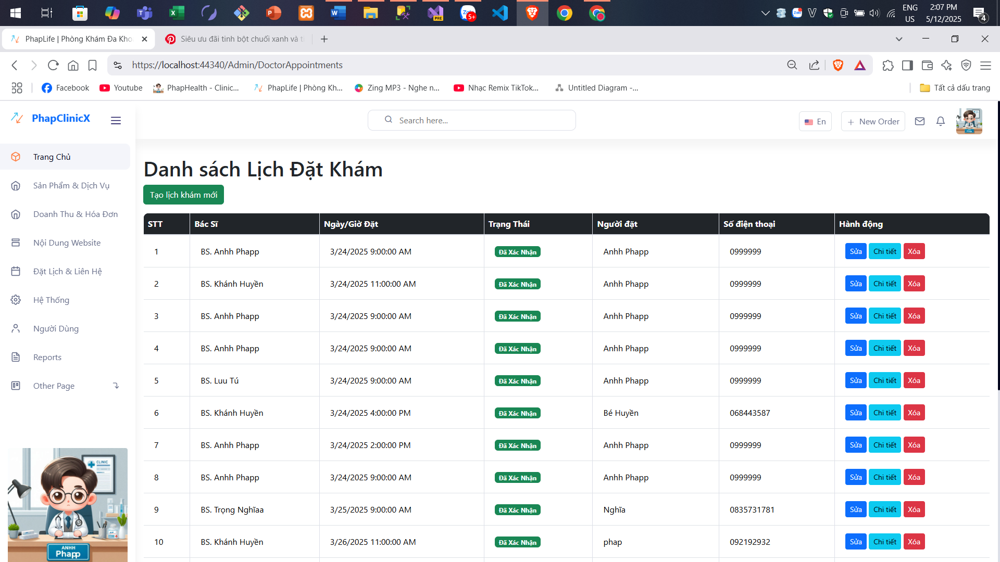 ENG
US
2:07 PM
5/12/2025
4
5+
PRE
PhapLife | Phòng Khám Đa Kho
Siêu ưu đãi tinh bột chuối xanh và ti
https://localhost:44340/Admin/DoctorAppointments
Facebook
Youtube
PhapHealth - Clinic...
PhapLife | Phòng Kh...
Zing MP3 - Nghe n...
Nhạc Remix TikTok...
Untitled Diagram -...
Tất cả dấu trang
PhapClinicX
Search here...
En
New Order
Trang Chủ
Sản Phẩm & Dịch Vụ
Doanh Thu & Hóa Đơn
Nội Dung Website
Đặt Lịch & Liên Hệ
Hệ Thống
Người Dùng
Reports
Other Page
CLINIC
ANHH
Phapp
Danh sách Lịch Đặt Khám
Tạo lịch khám mới
STT Bác Sĩ Ngày/Giờ Đặt Trạng Thái Người đặt Số điện thoại Hành động
1 BS. Anhh Phapp 3/24/2025 9:00:00 AM Đã Xác Nhận Anhh Phapp 0999999 Sửa Chi tiết Xóa
2 BS. Khánh Huyền 3/24/2025 11:00:00 AM Đã Xác Nhận Anhh Phapp 0999999 Sửa Chi tiết Xóa
3 BS. Anhh Phapp 3/24/2025 9:00:00 AM Đã Xác Nhận Anhh Phapp 0999999 Sửa Chi tiết Xóa
4 BS. Anhh Phapp 3/24/2025 9:00:00 AM Đã Xác Nhận Anhh Phapp 0999999 Sửa Chi tiết Xóa
5 BS. Luu Tú 3/24/2025 9:00:00 AM Đã Xác Nhận Anhh Phapp 0999999 Sửa Chi tiết Xóa
6 BS. Khánh Huyền 3/24/2025 4:00:00 PM Đã Xác Nhận Bé Huyền 068443587 Sửa Chi tiết Xóa
7 BS. Anhh Phapp 3/24/2025 2:00:00 PM Đã Xác Nhận Anhh Phapp 0999999 Sửa Chi tiết Xóa
8 BS. Anhh Phapp 3/24/2025 9:00:00 AM Đã Xác Nhận Anhh Phapp 0999999 Sửa Chi tiết Xóa
9 BS. Trọng Nghĩaa 3/25/2025 9:00:00 AM Đã Xác Nhận Nghĩa 0835731781 Sửa Chi tiết Xóa
10 BS. Khánh Huyền 3/26/2025 11:00:00 AM Đã Xác Nhận phap 092192932 Sửa Chi tiết Xóa